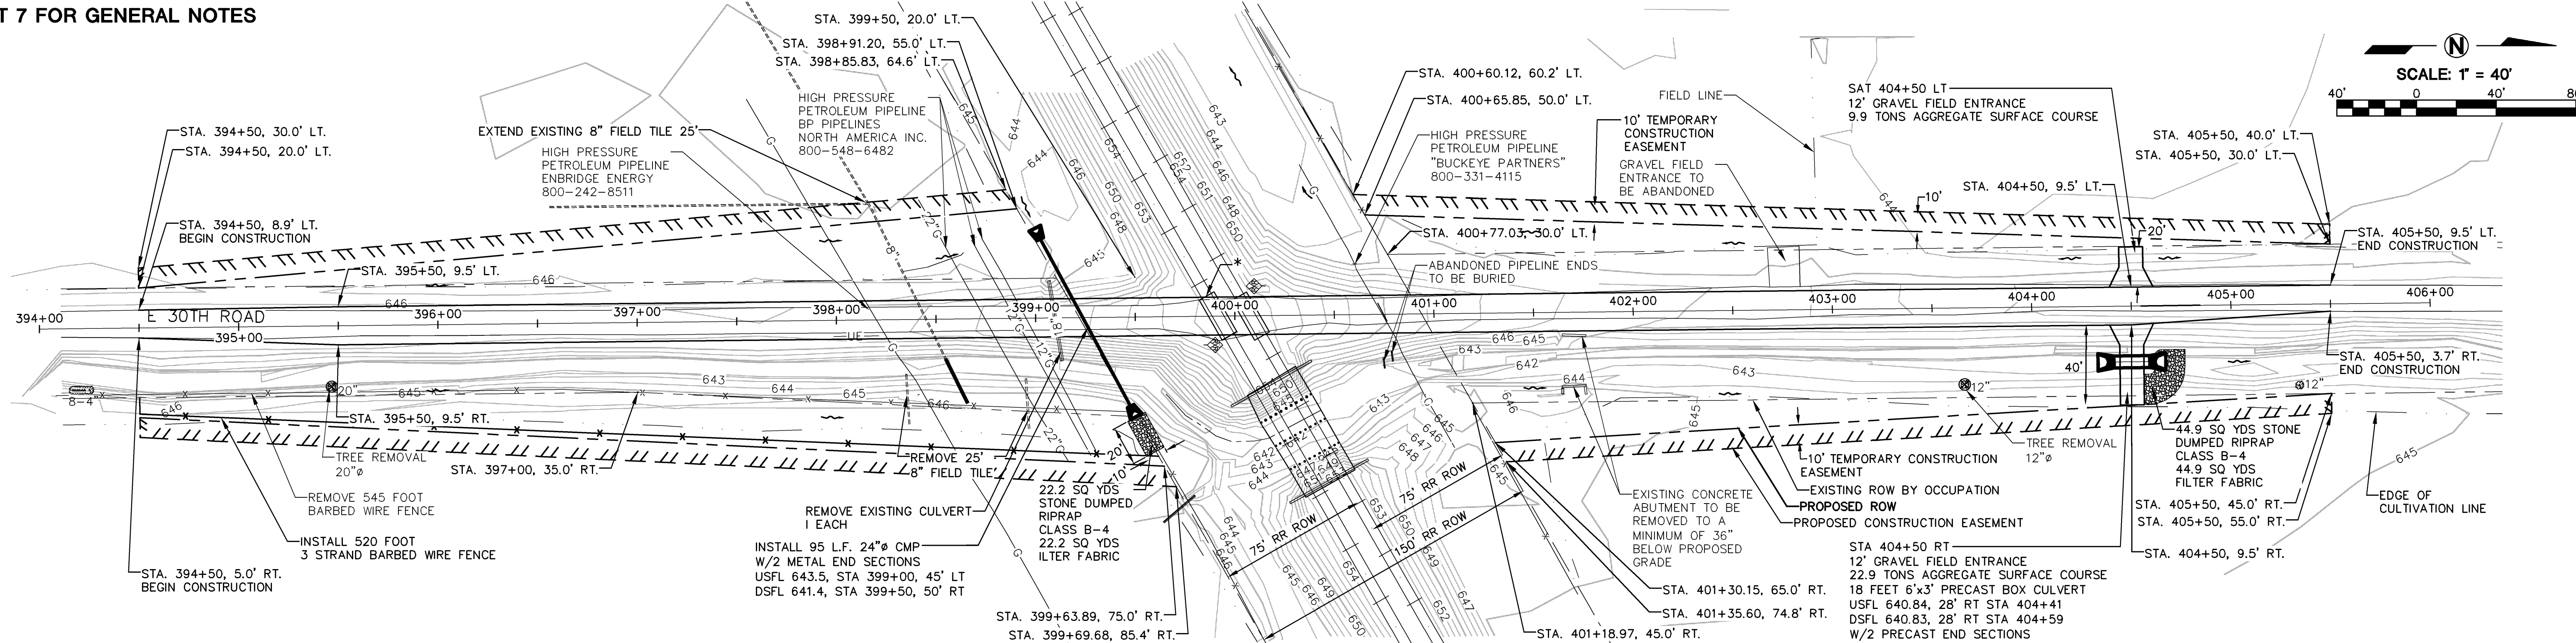 T 7 FOR GENERAL NOTES
STA. 399+50, 20.0' LT.
STA. 398+91.20, 55.0' LT.
STA. 398+85.83, 64.6' LT.
HIGH PRESSURE
PETROLEUM PIPELINE
BP PIPELINES
NORTH AMERICA INC.
800-548-6482
EXTEND EXISTING 8" FIELD TILE 25'
HIGH PRESSURE
PETROLEUM PIPELINE
ENBRIDGE ENERGY
800-242-8511
STA. 394+50, 30.0' LT.
STA. 394+50, 20.0' LT.
STA. 394+50, 8.9' LT.
BEGIN CONSTRUCTION
STA. 395+50, 9.5' LT.
STA. 400+60.12, 60.2' LT.
STA. 400+65.85, 50.0' LT.
HIGH PRESSURE
PETROLEUM PIPELINE
"BUCKEYE PARTNERS"
800-331-4115
10' TEMPORARY
CONSTRUCTION
EASEMENT
FIELD LINE
GRAVEL FIELD
ENTRANCE TO
BE ABANDONED
STA. 400+77.03, 30.0' LT.
ABANDONED PIPELINE ENDS
TO BE BURIED
SAT 404+50 LT
12' GRAVEL FIELD ENTRANCE
9.9 TONS AGGREGATE SURFACE COURSE
STA. 404+50, 9.5' LT.
10'
20'
N
SCALE: 1" = 40'
40'
0
40'
80
STA. 405+50, 40.0' LT.
STA. 405+50, 30.0' LT.
STA. 405+50, 9.5' LT.
END CONSTRUCTION
E 30TH ROAD
394+00
395+00
396+00
397+00
398+00
399+00
400+00
401+00
402+00
403+00
404+00
405+00
406+00
UE
*
STA. 405+50, 3.7' RT.
END CONSTRUCTION
8-4"
20"
STA. 395+50, 9.5' RT.
TREE REMOVAL
20"ø
STA. 397+00, 35.0' RT.
REMOVE 545 FOOT
BARBED WIRE FENCE
INSTALL 520 FOOT
3 STRAND BARBED WIRE FENCE
STA. 394+50, 5.0' RT.
BEGIN CONSTRUCTION
REMOVE 25'
8" FIELD TILE
REMOVE EXISTING CULVERT
1 EACH
INSTALL 95 L.F. 24"ø CMP
W/2 METAL END SECTIONS
USFL 643.5, STA 399+00, 45' LT
DSFL 641.4, STA 399+50, 50' RT
20'
10'
22.2 SQ YDS
STONE DUMPED
RIPRAP
CLASS B-4
22.2 SQ YDS
ILTER FABRIC
STA. 399+63.89, 75.0' RT.
STA. 399+69.68, 85.4' RT.
75' RR ROW
75' RR ROW
150' RR ROW
EXISTING CONCRETE
ABUTMENT TO BE
REMOVED TO A
MINIMUM OF 36"
BELOW PROPOSED
GRADE
STA. 401+30.15, 65.0' RT.
STA. 401+35.60, 74.8' RT.
STA. 401+18.97, 45.0' RT.
10' TEMPORARY CONSTRUCTION
EASEMENT
EXISTING ROW BY OCCUPATION
PROPOSED ROW
PROPOSED CONSTRUCTION EASEMENT
12"
TREE REMOVAL
12"ø
40'
12"
STA 404+50 RT
12' GRAVEL FIELD ENTRANCE
22.9 TONS AGGREGATE SURFACE COURSE
18 FEET 6'x3' PRECAST BOX CULVERT
USFL 640.84, 28' RT STA 404+41
DSFL 640.83, 28' RT STA 404+59
W/2 PRECAST END SECTIONS
44.9 SQ YDS STONE
DUMPED RIPRAP
CLASS B-4
44.9 SQ YDS
FILTER FABRIC
STA. 405+50, 45.0' RT.
STA. 405+50, 55.0' RT.
STA. 404+50, 9.5' RT.
EDGE OF
CULTIVATION LINE
645